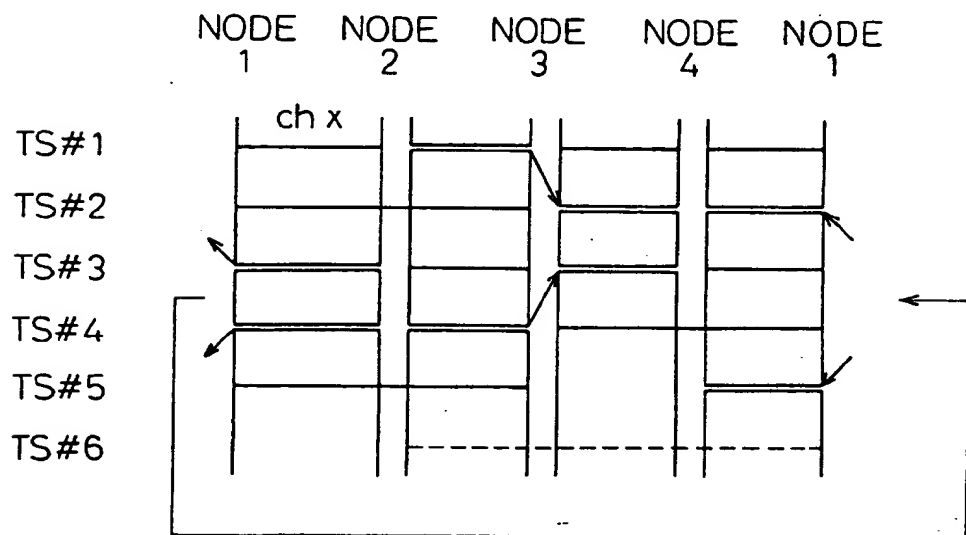 NODE NODE NODE NODE NODE
1 2 3 4 1
ch x
TS#1
TS#2
TS#3
TS#4
TS#5
TS#6